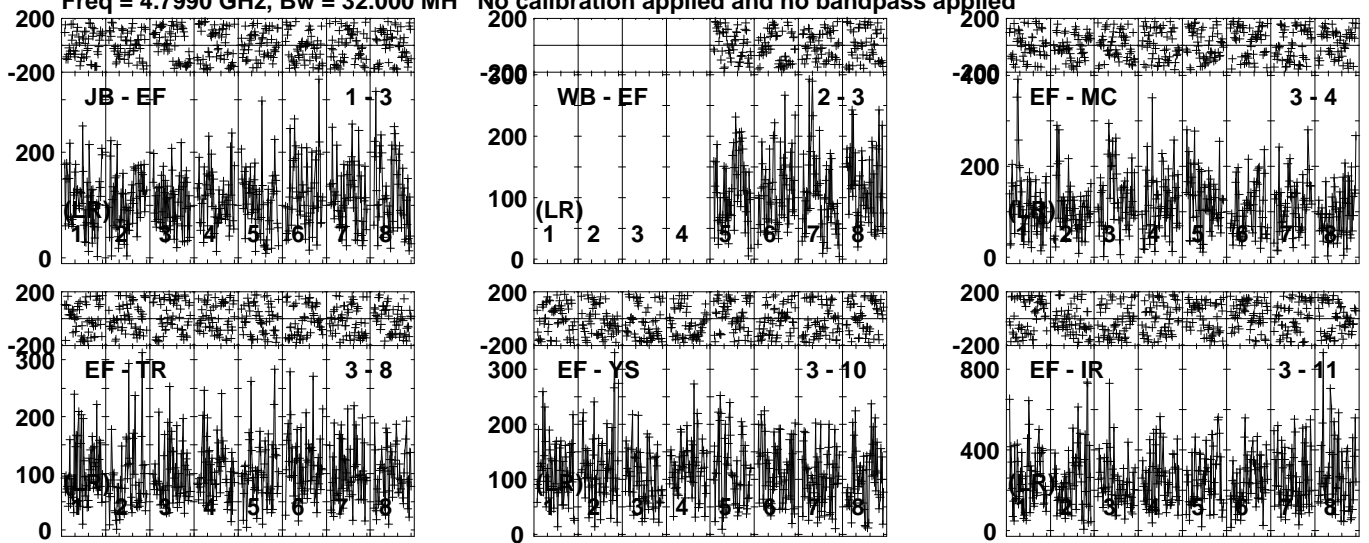 Freq = 4.7990 GHz, Bw = 32.000 MH No calibration applied and no bandpass applied
200
-200
JB - EF 1 - 3
200
(LR)
1 2 3 4 5 6 7 8
0
200
-200
300
WB - EF 2 - 3
200
100
(LR)
1 2 3 4 5 6 7 8
0
200
-200
400
EF - MC 3 - 4
200
(LR)
1 2 3 4 5 6 7 8
0
200
-200
300
EF - TR 3 - 8
200
100
(LR)
1 2 3 4 5 6 7 8
0
200
-200
300
EF - YS 3 - 10
200
100
(LR)
1 2 3 4 5 6 7 8
0
200
-200
800
EF - IR 3 - 11
400
(LR)
1 2 3 4 5 6 7 8
0